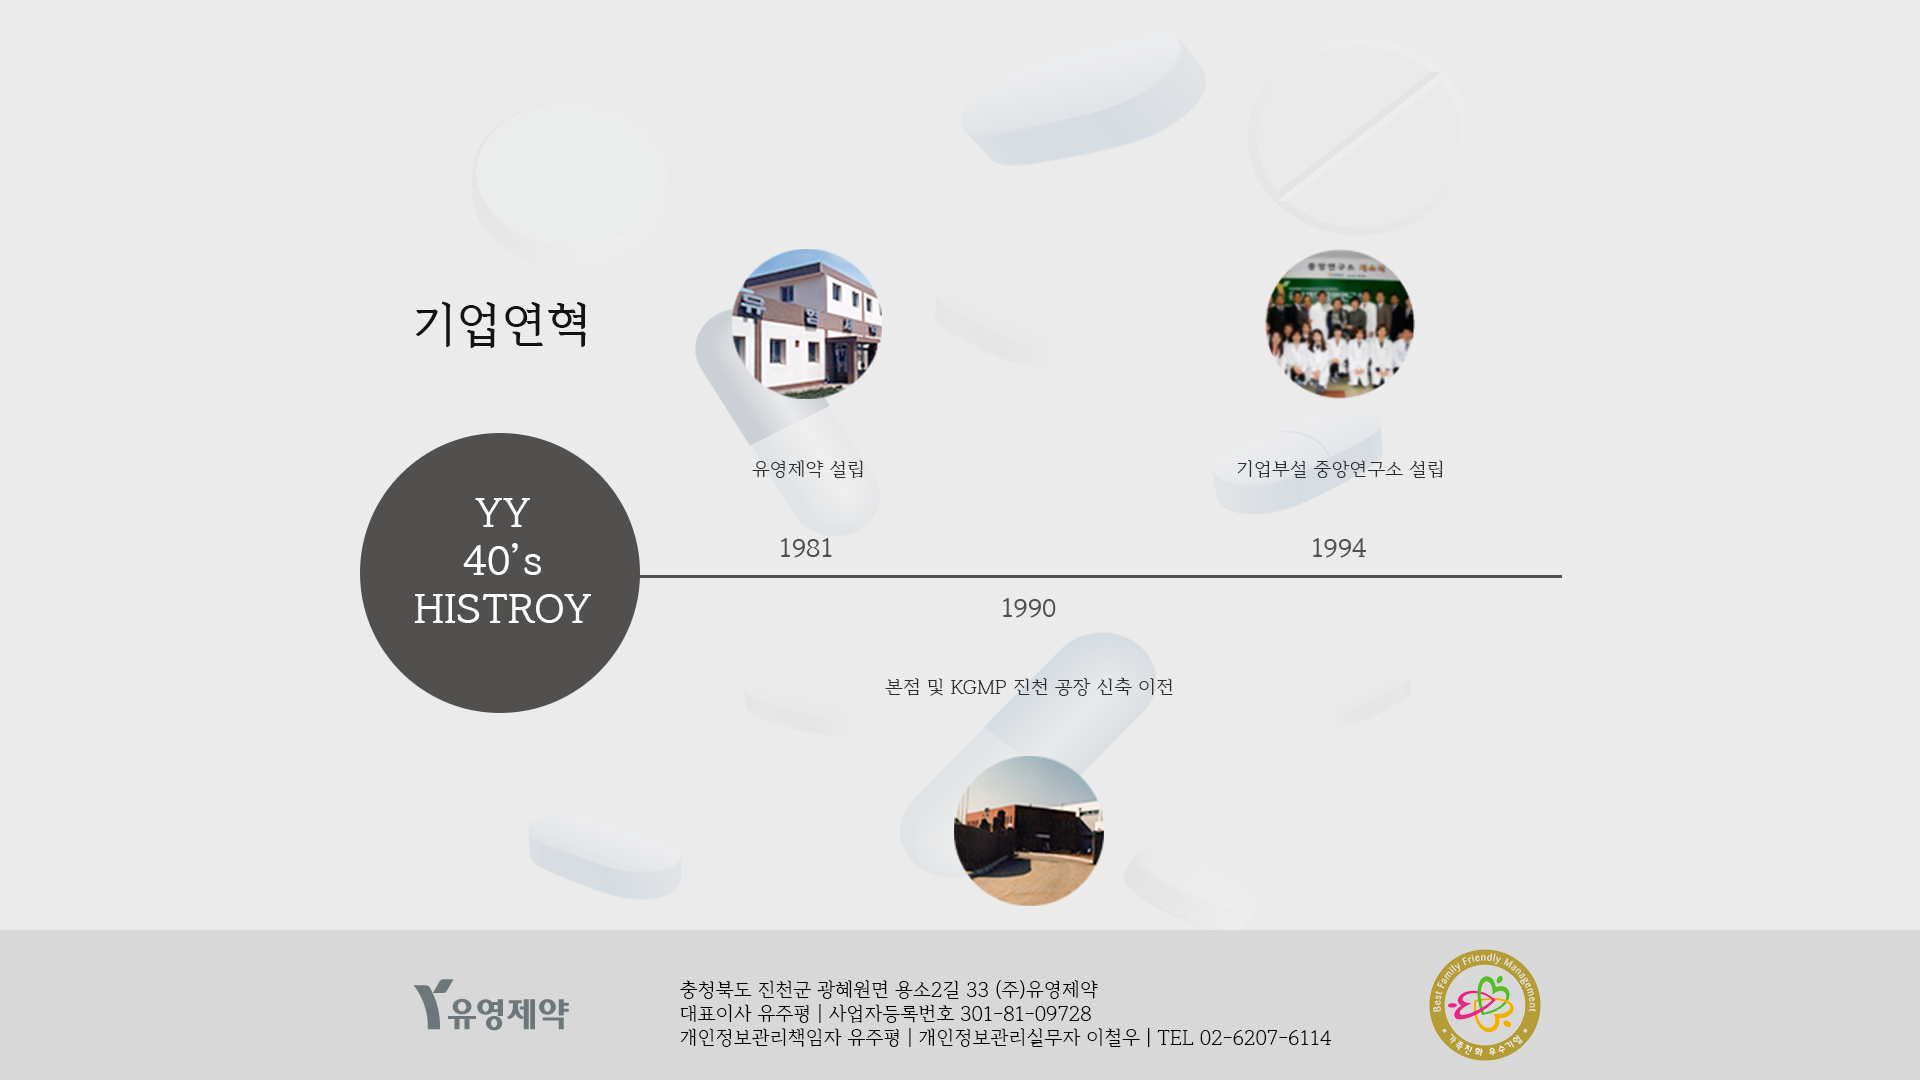 기업연혁
유영제약 설립
기업부설 중앙연구소 설립
YY
40’s
HISTROY
1981
1994
1990
본점 및 KGMP 진천 공장 신축 이전
유영제약
충청북도 진천군 광혜원면 용소2길 33 (주)유영제약
대표이사 유주평 | 사업자등록번호 301-81-09728
개인정보관리책임자 유주평 | 개인정보관리실무자 이철우 | TEL 02-6207-6114
Best Family Friendly Management
가족친화 우수기업